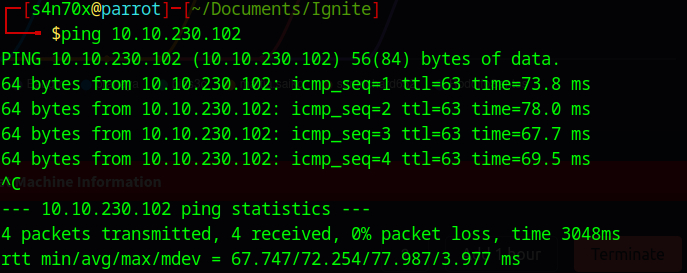 ┌─[s4n70x@parrot]─[~/Documents/Ignite]
└──╼ $ping 10.10.230.102
PING 10.10.230.102 (10.10.230.102) 56(84) bytes of data.
64 bytes from 10.10.230.102: icmp_seq=1 ttl=63 time=73.8 ms
64 bytes from 10.10.230.102: icmp_seq=2 ttl=63 time=78.0 ms
64 bytes from 10.10.230.102: icmp_seq=3 ttl=63 time=67.7 ms
64 bytes from 10.10.230.102: icmp_seq=4 ttl=63 time=69.5 ms
Machine Information
^C
--- 10.10.230.102 ping statistics ---
4 packets transmitted, 4 received, 0% packet loss, time 3048ms
hour
Terminate
rtt min/avg/max/mdev = 67.747/72.254/77.987/3.977 ms